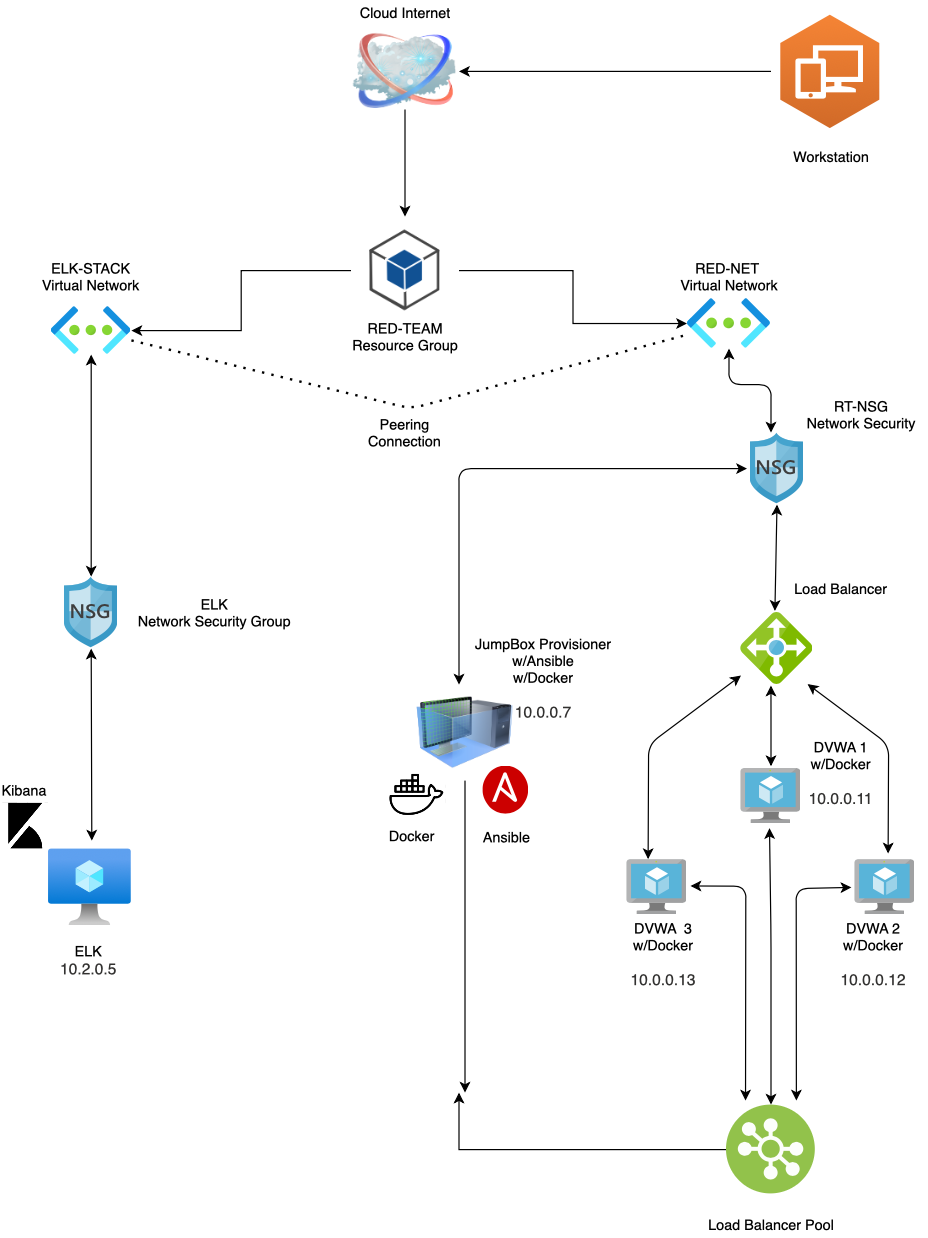 Cloud Internet
Workstation
ELK-STACK
Virtual Network
RED-NET
Virtual Network
RED-TEAM
Resource Group
Peering
Connection
RT-NSG
Network Security
NSG
NSG
ELK
Network Security Group
Load Balancer
JumpBox Provisioner
w/Ansible
w/Docker
10.0.0.7
DVWA 1
w/Docker
10.0.0.11
Kibana
Docker
Ansible
ELK
10.2.0.5
DVWA 3
w/Docker
10.0.0.13
DVWA 2
w/Docker
10.0.0.12
Load Balancer Pool